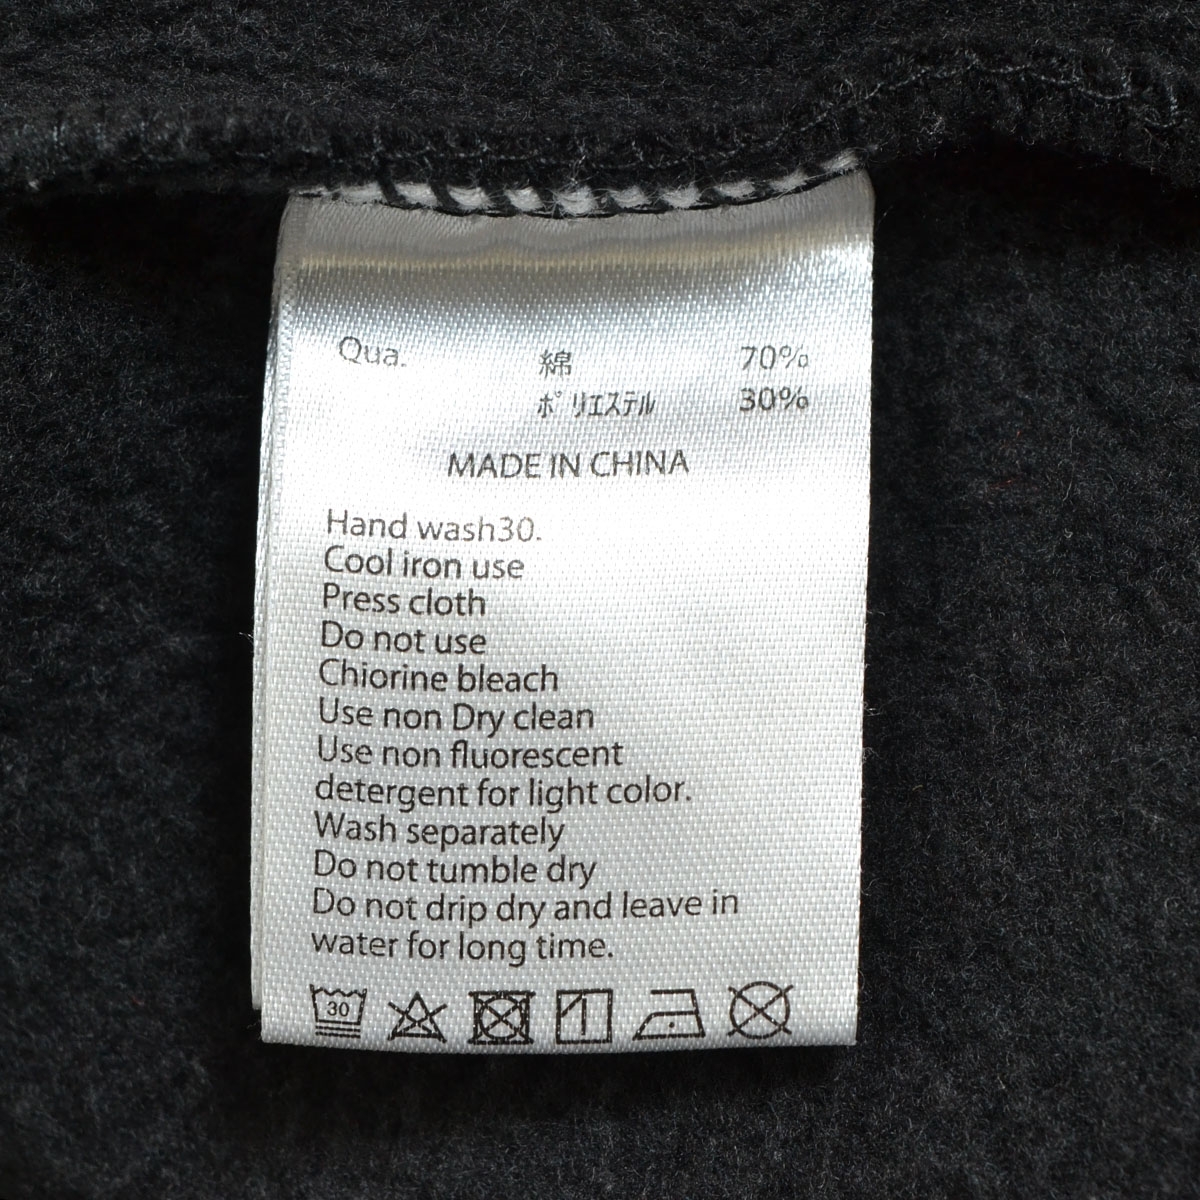 Qua. 綿 70%
ﾎﾟﾘｴｽﾃﾙ 30%
MADE IN CHINA
Hand wash30.
Cool iron use
Press cloth
Do not use
Chiorine bleach
Use non Dry clean
Use non fluorescent
detergent for light color.
Wash separately
Do not tumble dry
Do not drip dry and leave in
water for long time.
30